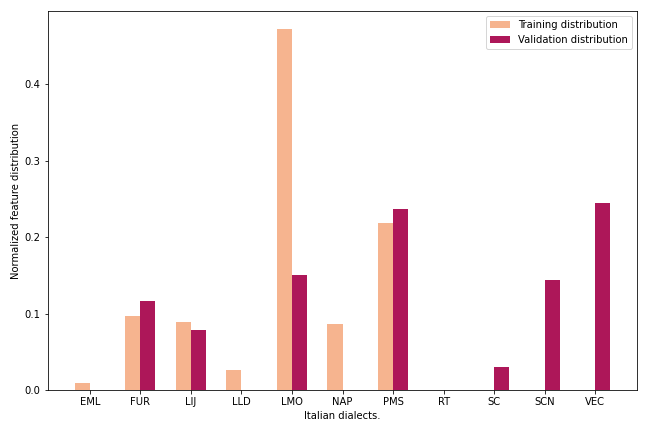 Training distribution
Validation distribution
Normalized feature distribution
0.4
0.3
0.2
0.1
0.0
EML FUR LIJ LLD LMO NAP PMS RT SC SCN VEC
Italian dialects.